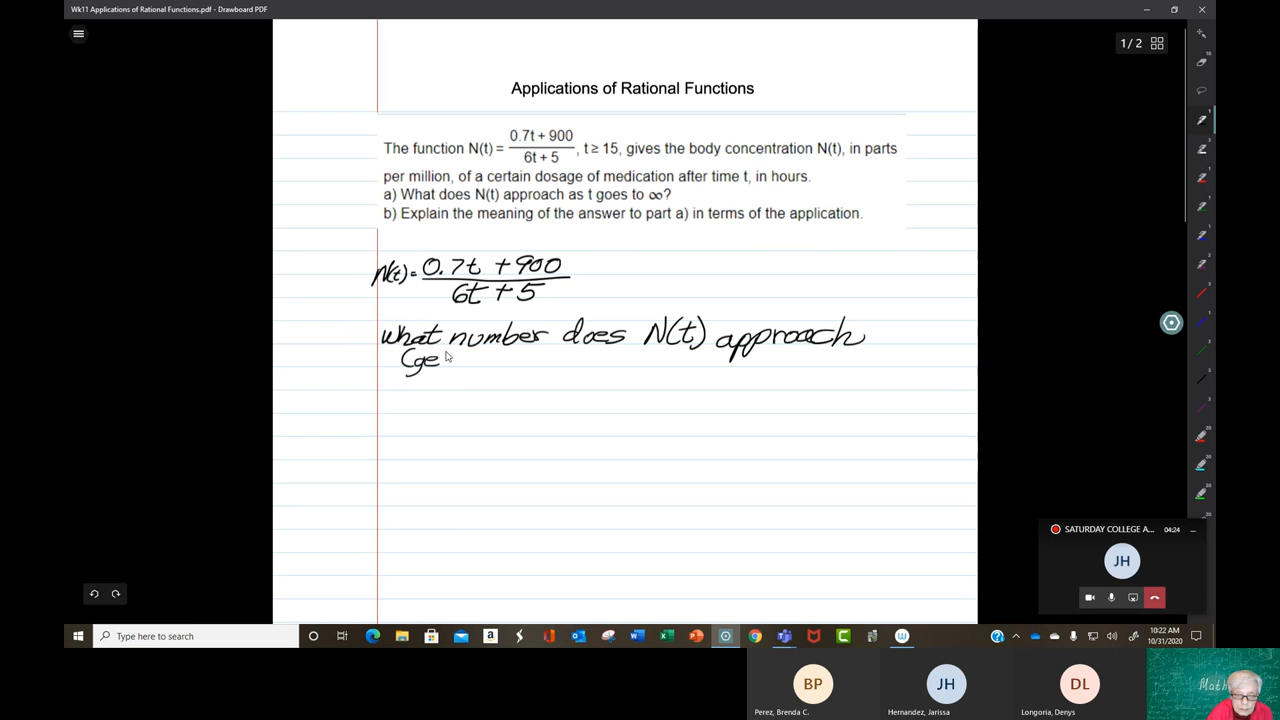 Wk11 Applications of Rational Functions.pdf - Drawboard PDF
1 / 2
Applications of Rational Functions
The function N(t) = (0.7t + 900)/(6t + 5), t ≥ 15, gives the body concentration N(t), in parts
per million, of a certain dosage of medication after time t, in hours.
a) What does N(t) approach as t goes to ∞?
b) Explain the meaning of the answer to part a) in terms of the application.
N(t) = (0.7t + 900)/(6t + 5)
What number does N(t) approach
(ge
SATURDAY COLLEGE A... 04:24
JH
Type here to search
10:22 AM
10/31/2020
BP
JH
DL
Perez, Brenda C.
Hernandez, Jarissa
Longoria, Denys
Math